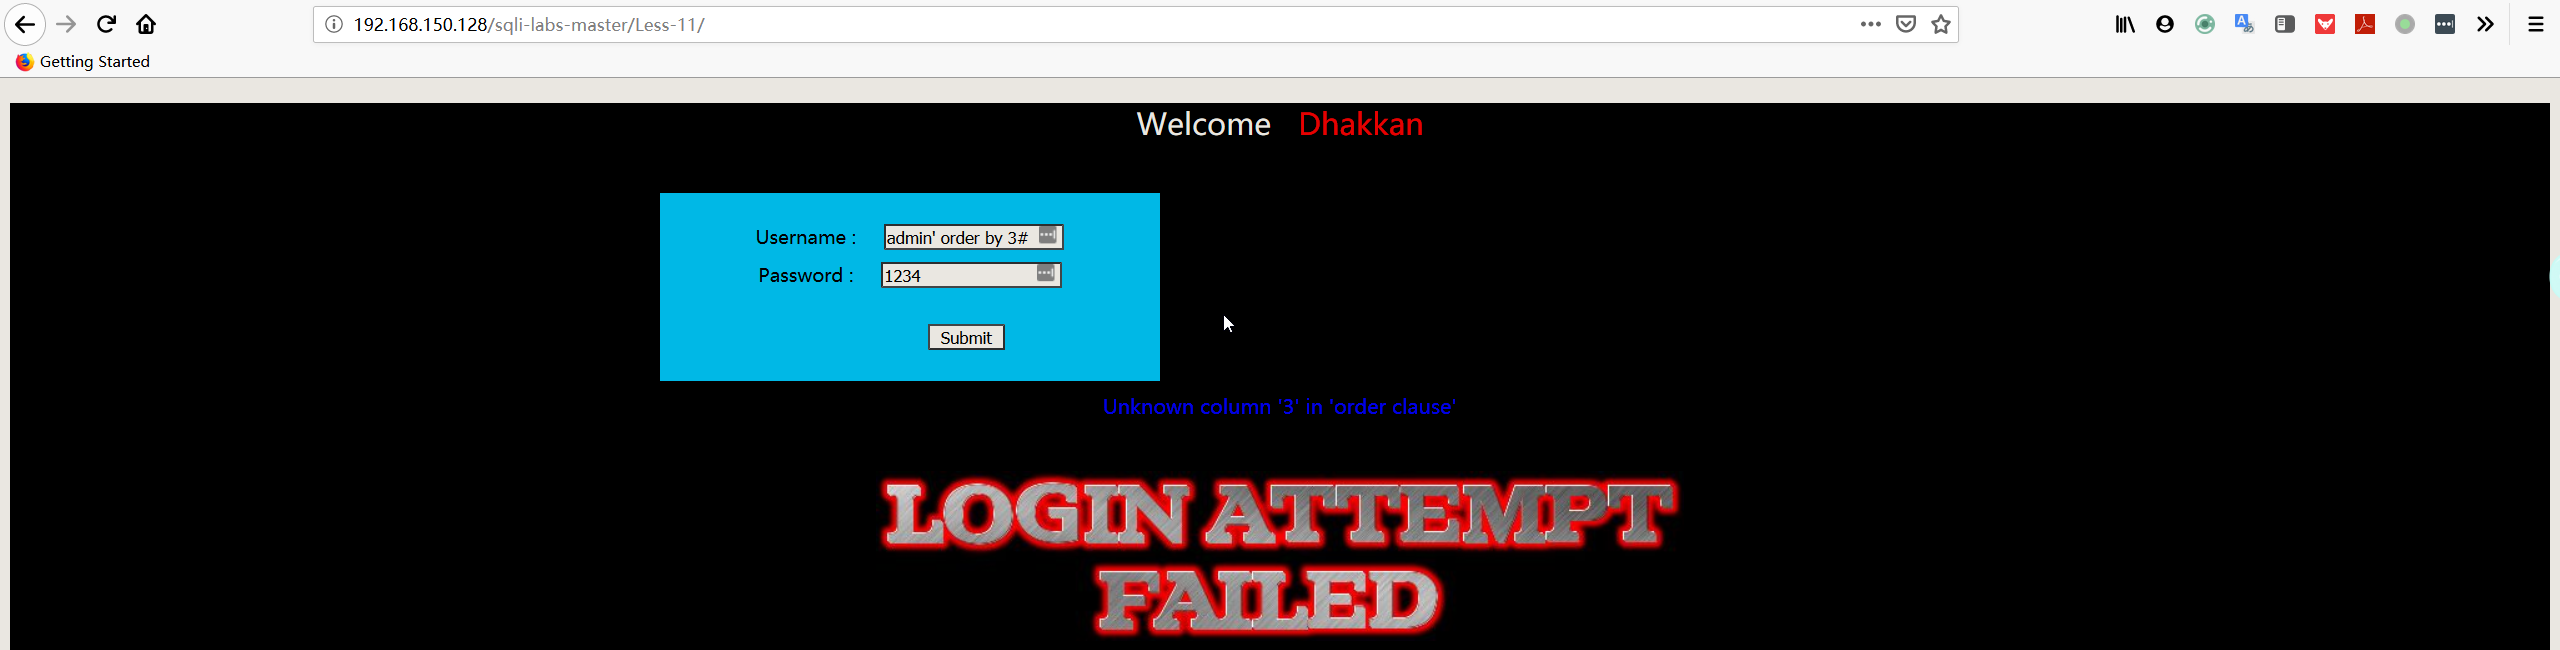 192.168.150.128/sqli-labs-master/Less-11/
Getting Started
Welcome Dhakkan
Username : admin' order by 3#
Password : 1234
Submit
Unknown column '3' in 'order clause'
LOGIN ATTEMPT
FAILED